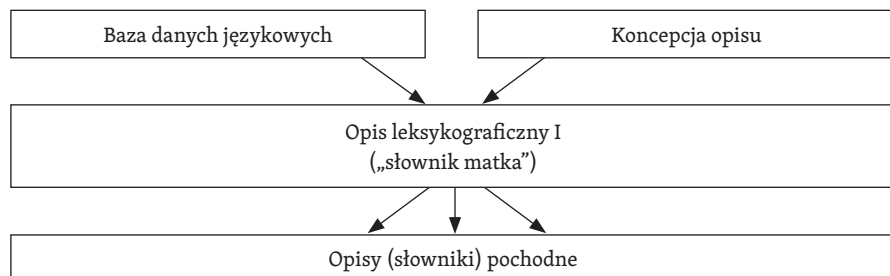 Baza danych językowych
Koncepcja opisu
Opis leksykograficzny I
(„słownik matka”)
Opisy (słowniki) pochodne